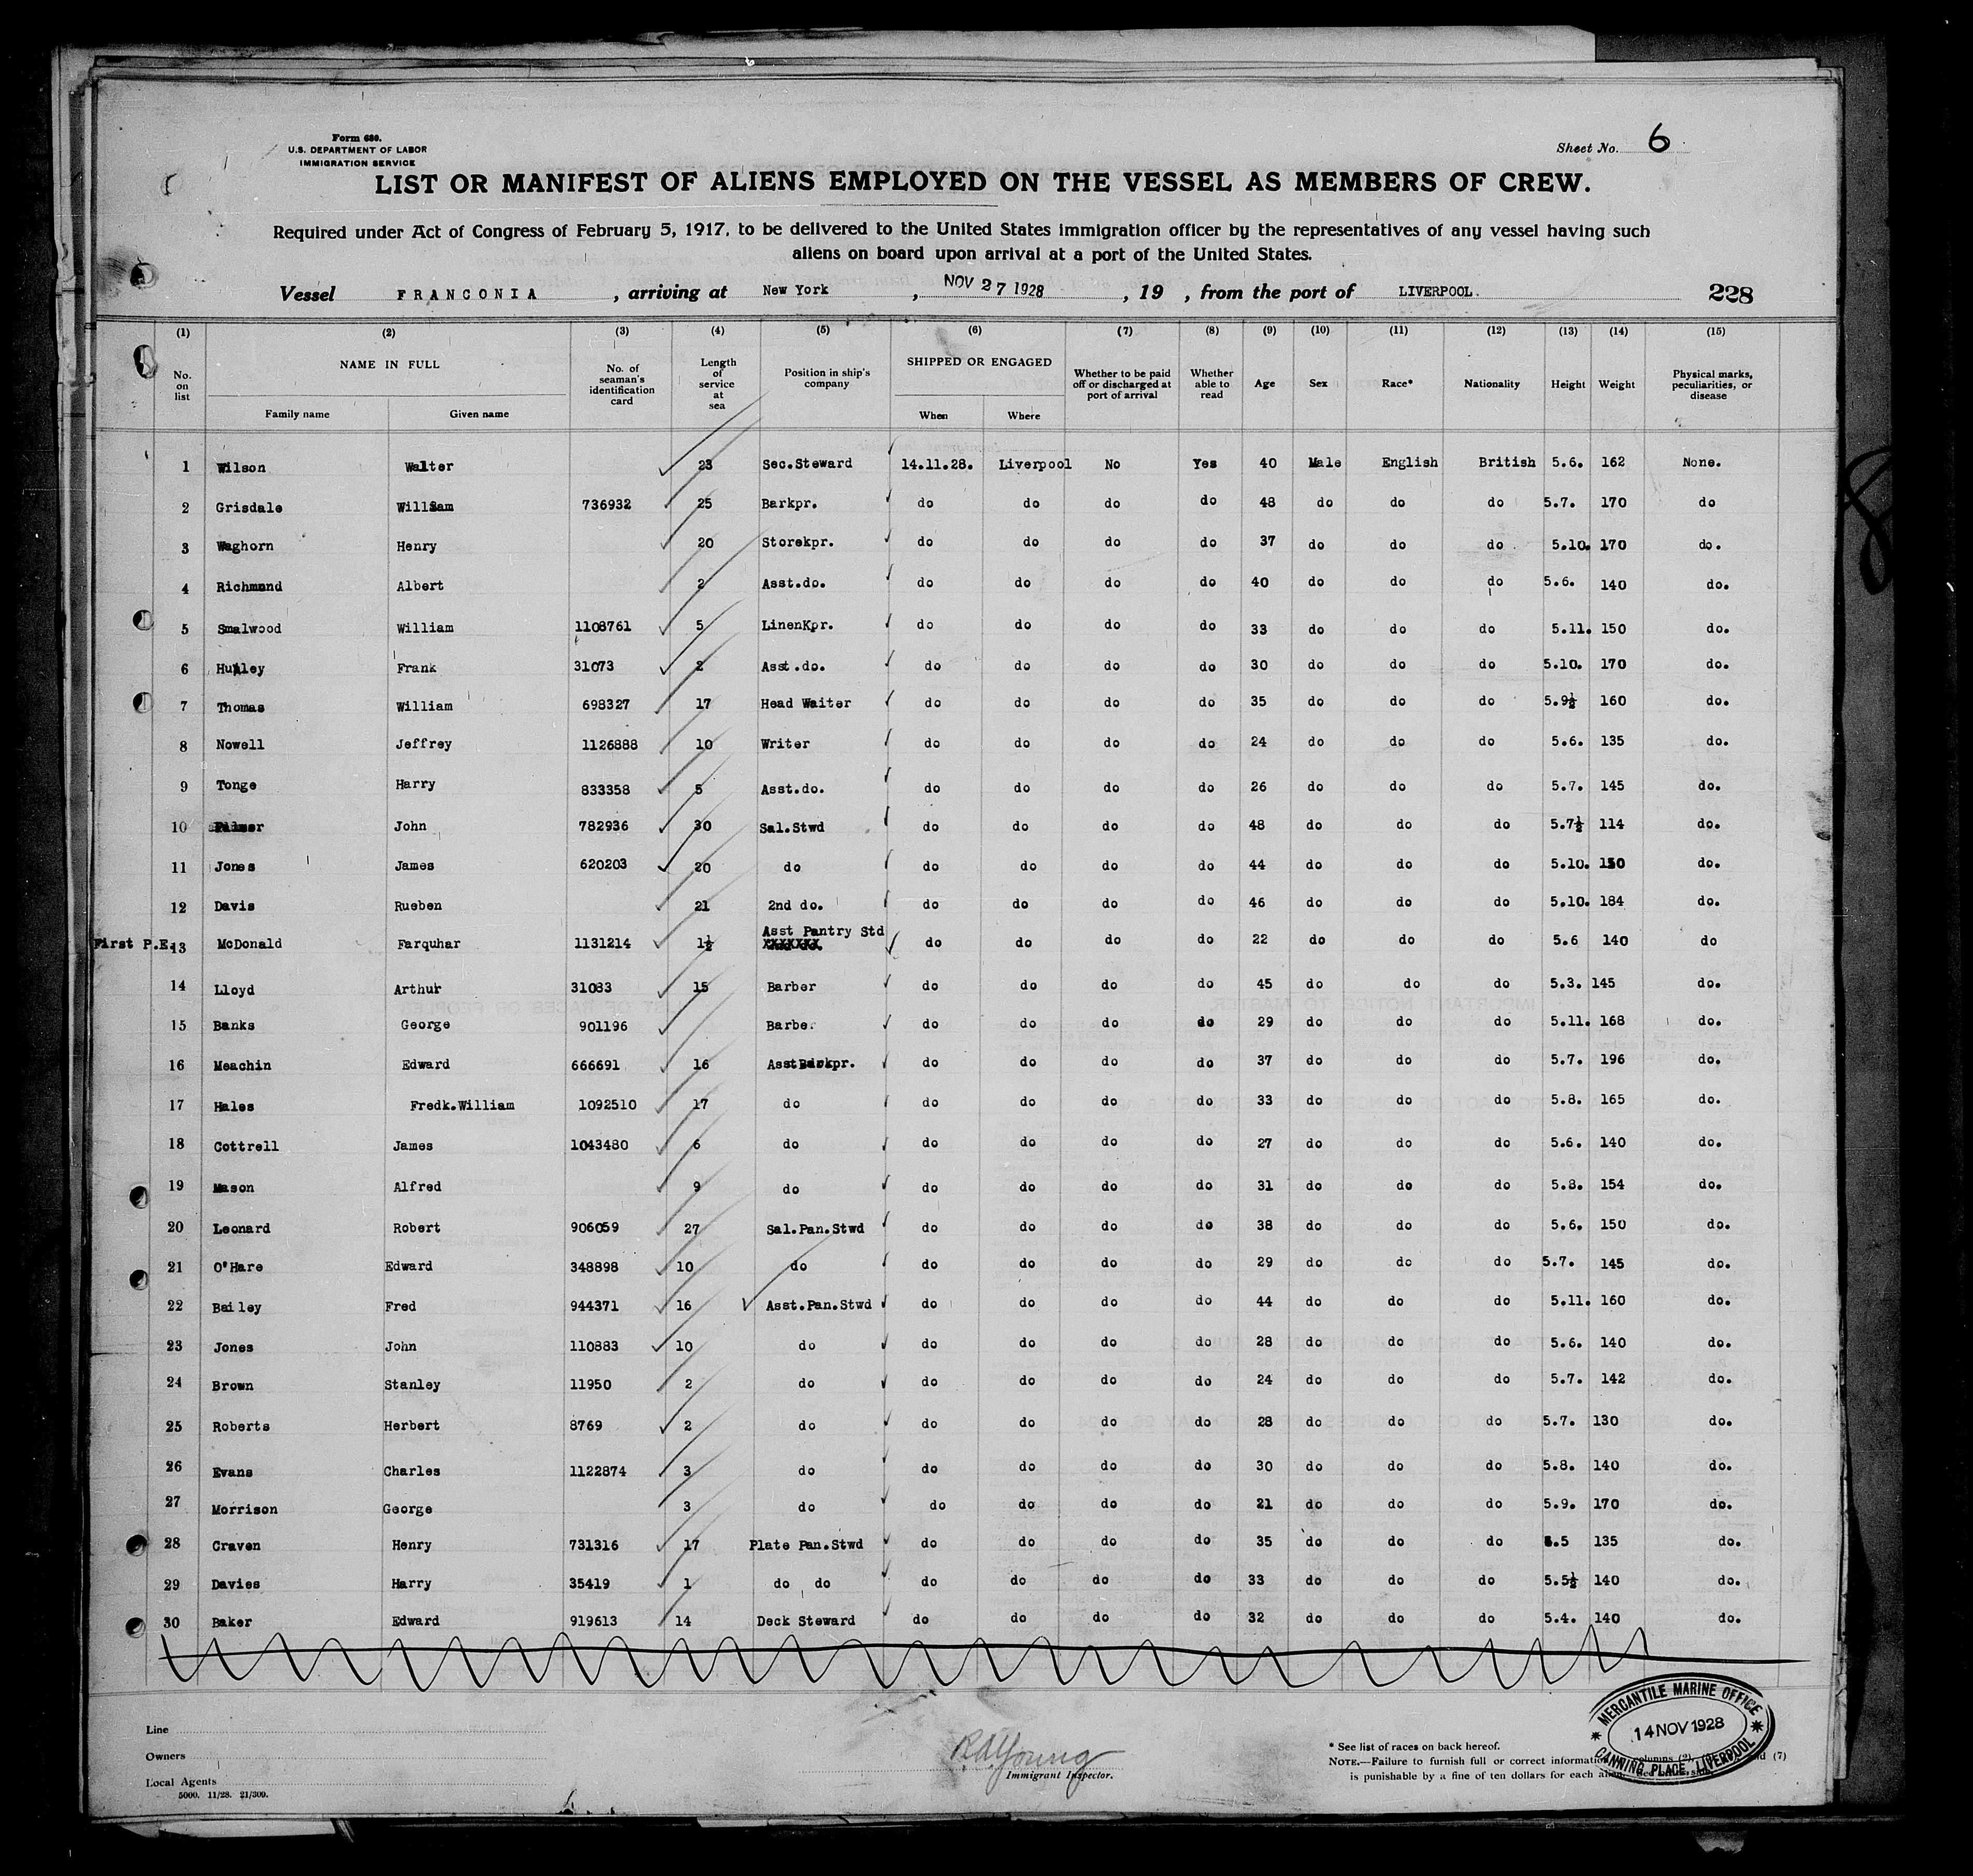 Form 680.
U.S. DEPARTMENT OF LABOR
IMMIGRATION SERVICE
Sheet No. 6
LIST OR MANIFEST OF ALIENS EMPLOYED ON THE VESSEL AS MEMBERS OF CREW.
Required under Act of Congress of February 5, 1917, to be delivered to the United States immigration officer by the representatives of any vessel having such
aliens on board upon arrival at a port of the United States.
Vessel FRANCONIA , arriving at New York , NOV 27 1928 , 19 , from the port of LIVERPOOL. 228
(1) (2) (3) (4) (5) (6) (7) (8) (9) (10) (11) (12) (13) (14) (15)
No. on list NAME IN FULL Family name Given name No. of seaman's identification card Length of service at sea Position in ship's company SHIPPED OR ENGAGED When Where Whether to be paid off or discharged at port of arrival Whether able to read Age Sex Race* Nationality Height Weight Physical marks, peculiarities, or disease
1 Wilson Walter 23 Sec.Steward 14.11.28. Liverpool No Yes 40 Male English British 5.6. 162 None.
2 Grisdale William 736932 25 Barkpr. do do do do 48 do do do 5.7. 170 do
3 Waghorn Henry 20 Storekpr. do do do do 37 do do do 5.10. 170 do.
4 Richmond Albert 2 Asst.do. do do do do 40 do do do 5.6. 140 do.
5 Smalwood William 1108761 5 LinenKpr. do do do do 33 do do do 5.11. 150 do.
6 Hulley Frank 31073 2 Asst.do. do do do do 30 do do do 5.10. 170 do.
7 Thomas William 698327 17 Head Waiter do do do do 35 do do do 5.9½ 160 do.
8 Nowell Jeffrey 1126888 10 Writer do do do do 24 do do do 5.6. 135 do.
9 Tonge Harry 833358 5 Asst.do. do do do do 26 do do do 5.7. 145 do.
10 Palmer John 782936 30 Sal.Stwd do do do do 48 do do do 5.7½ 114 do.
11 Jones James 620203 20 do do do do do 44 do do do 5.10. 150 do.
12 Davis Rueben 21 2nd do. do do do do 46 do do do 5.10. 184 do.
First P.E. 13 McDonald Farquhar 1131214 1½ Asst Pantry Std do do do do 22 do do do 5.6 140 do
14 Lloyd Arthur 31083 15 Barber do do do do 45 do do do 5.3. 145 do.
15 Banks George 901196 Barber do do do do 29 do do do 5.11. 168 do.
16 Meachin Edward 666691 16 AsstBarkpr. do do do do 37 do do do 5.7. 196 do.
17 Hales Fredk.William 1092510 17 do do do do do 33 do do do 5.8. 165 do.
18 Cottrell James 1043480 6 do do do do do 27 do do do 5.6. 140 do.
19 Mason Alfred 9 do do do do do 31 do do do 5.8. 154 do.
20 Leonard Robert 906059 27 Sal.Pan.Stwd do do do do 38 do do do 5.6. 150 do.
21 O'Hare Edward 348898 10 do do do do do 29 do do do 5.7. 145 do.
22 Bailey Fred 944371 16 Asst.Pan.Stwd do do do do 44 do do do 5.11. 160 do.
23 Jones John 110883 10 do do do do do 28 do do do 5.6. 140 do.
24 Brown Stanley 11950 2 do do do do do 24 do do do 5.7. 142 do.
25 Roberts Herbert 8769 2 do do do do do 28 do do do 5.7. 130 do.
26 Evans Charles 1122874 3 do do do do do 30 do do do 5.8. 140 do.
27 Morrison George 3 do do do do do 21 do do do 5.9. 170 do.
28 Craven Henry 731316 17 Plate Pan.Stwd do do do do 35 do do do 5.5 135 do.
29 Davies Harry 35419 1 do do do do do do 33 do do do 5.5½ 140 do.
30 Baker Edward 919613 14 Deck Steward do do do do 32 do do do 5.4. 140 do.
MERCANTILE MARINE OFFICE
14 NOV 1928
CANNING PLACE, LIVERPOOL
Line
Owners
Local Agents
5000. 11/28. 21/309.
R A Young
Immigrant Inspector.
* See list of races on back hereof.
NOTE.—Failure to furnish full or correct information columns (2), (7)
is punishable by a fine of ten dollars for each alien.